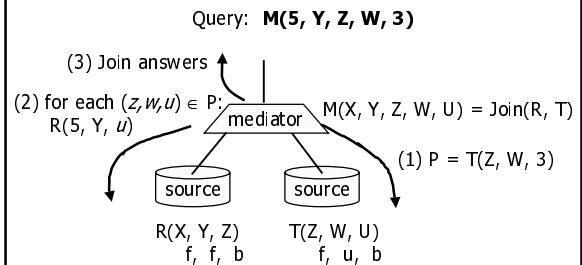 Query: M(5, Y, Z, W, 3)
(3) Join answers
(2) for each (z,w,u) ∈ P:
R(5, Y, u)
mediator
M(X, Y, Z, W, U) = Join(R, T)
(1) P = T(Z, W, 3)
source
source
R(X, Y, Z)
f, f, b
T(Z, W, U)
f, u, b